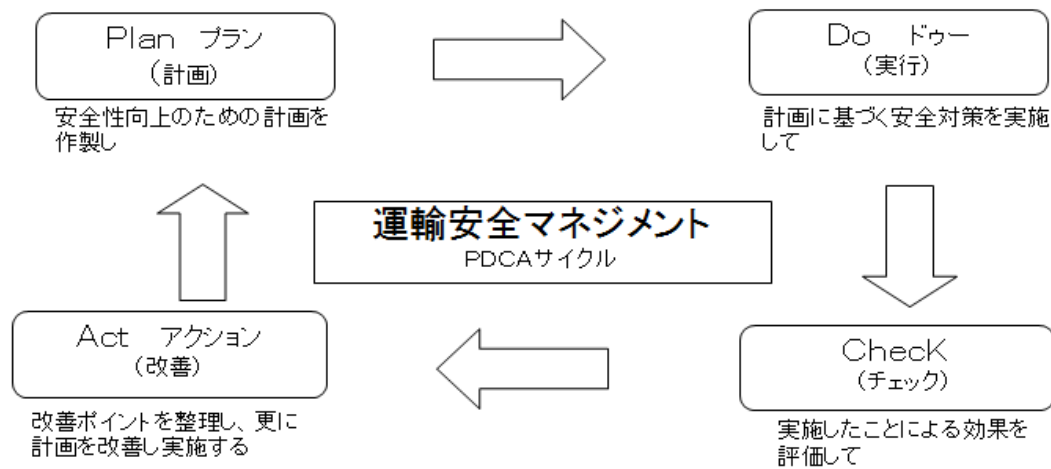 Plan プラン
(計画)
安全性向上のための計画を
作製し
Do ドゥー
(実行)
計画に基づく安全対策を実施
して
運輸安全マネジメント
PDCAサイクル
Act アクション
(改善)
改善ポイントを整理し、更に
計画を改善し実施する
ChecK
(チェック)
実施したことによる効果を
評価して